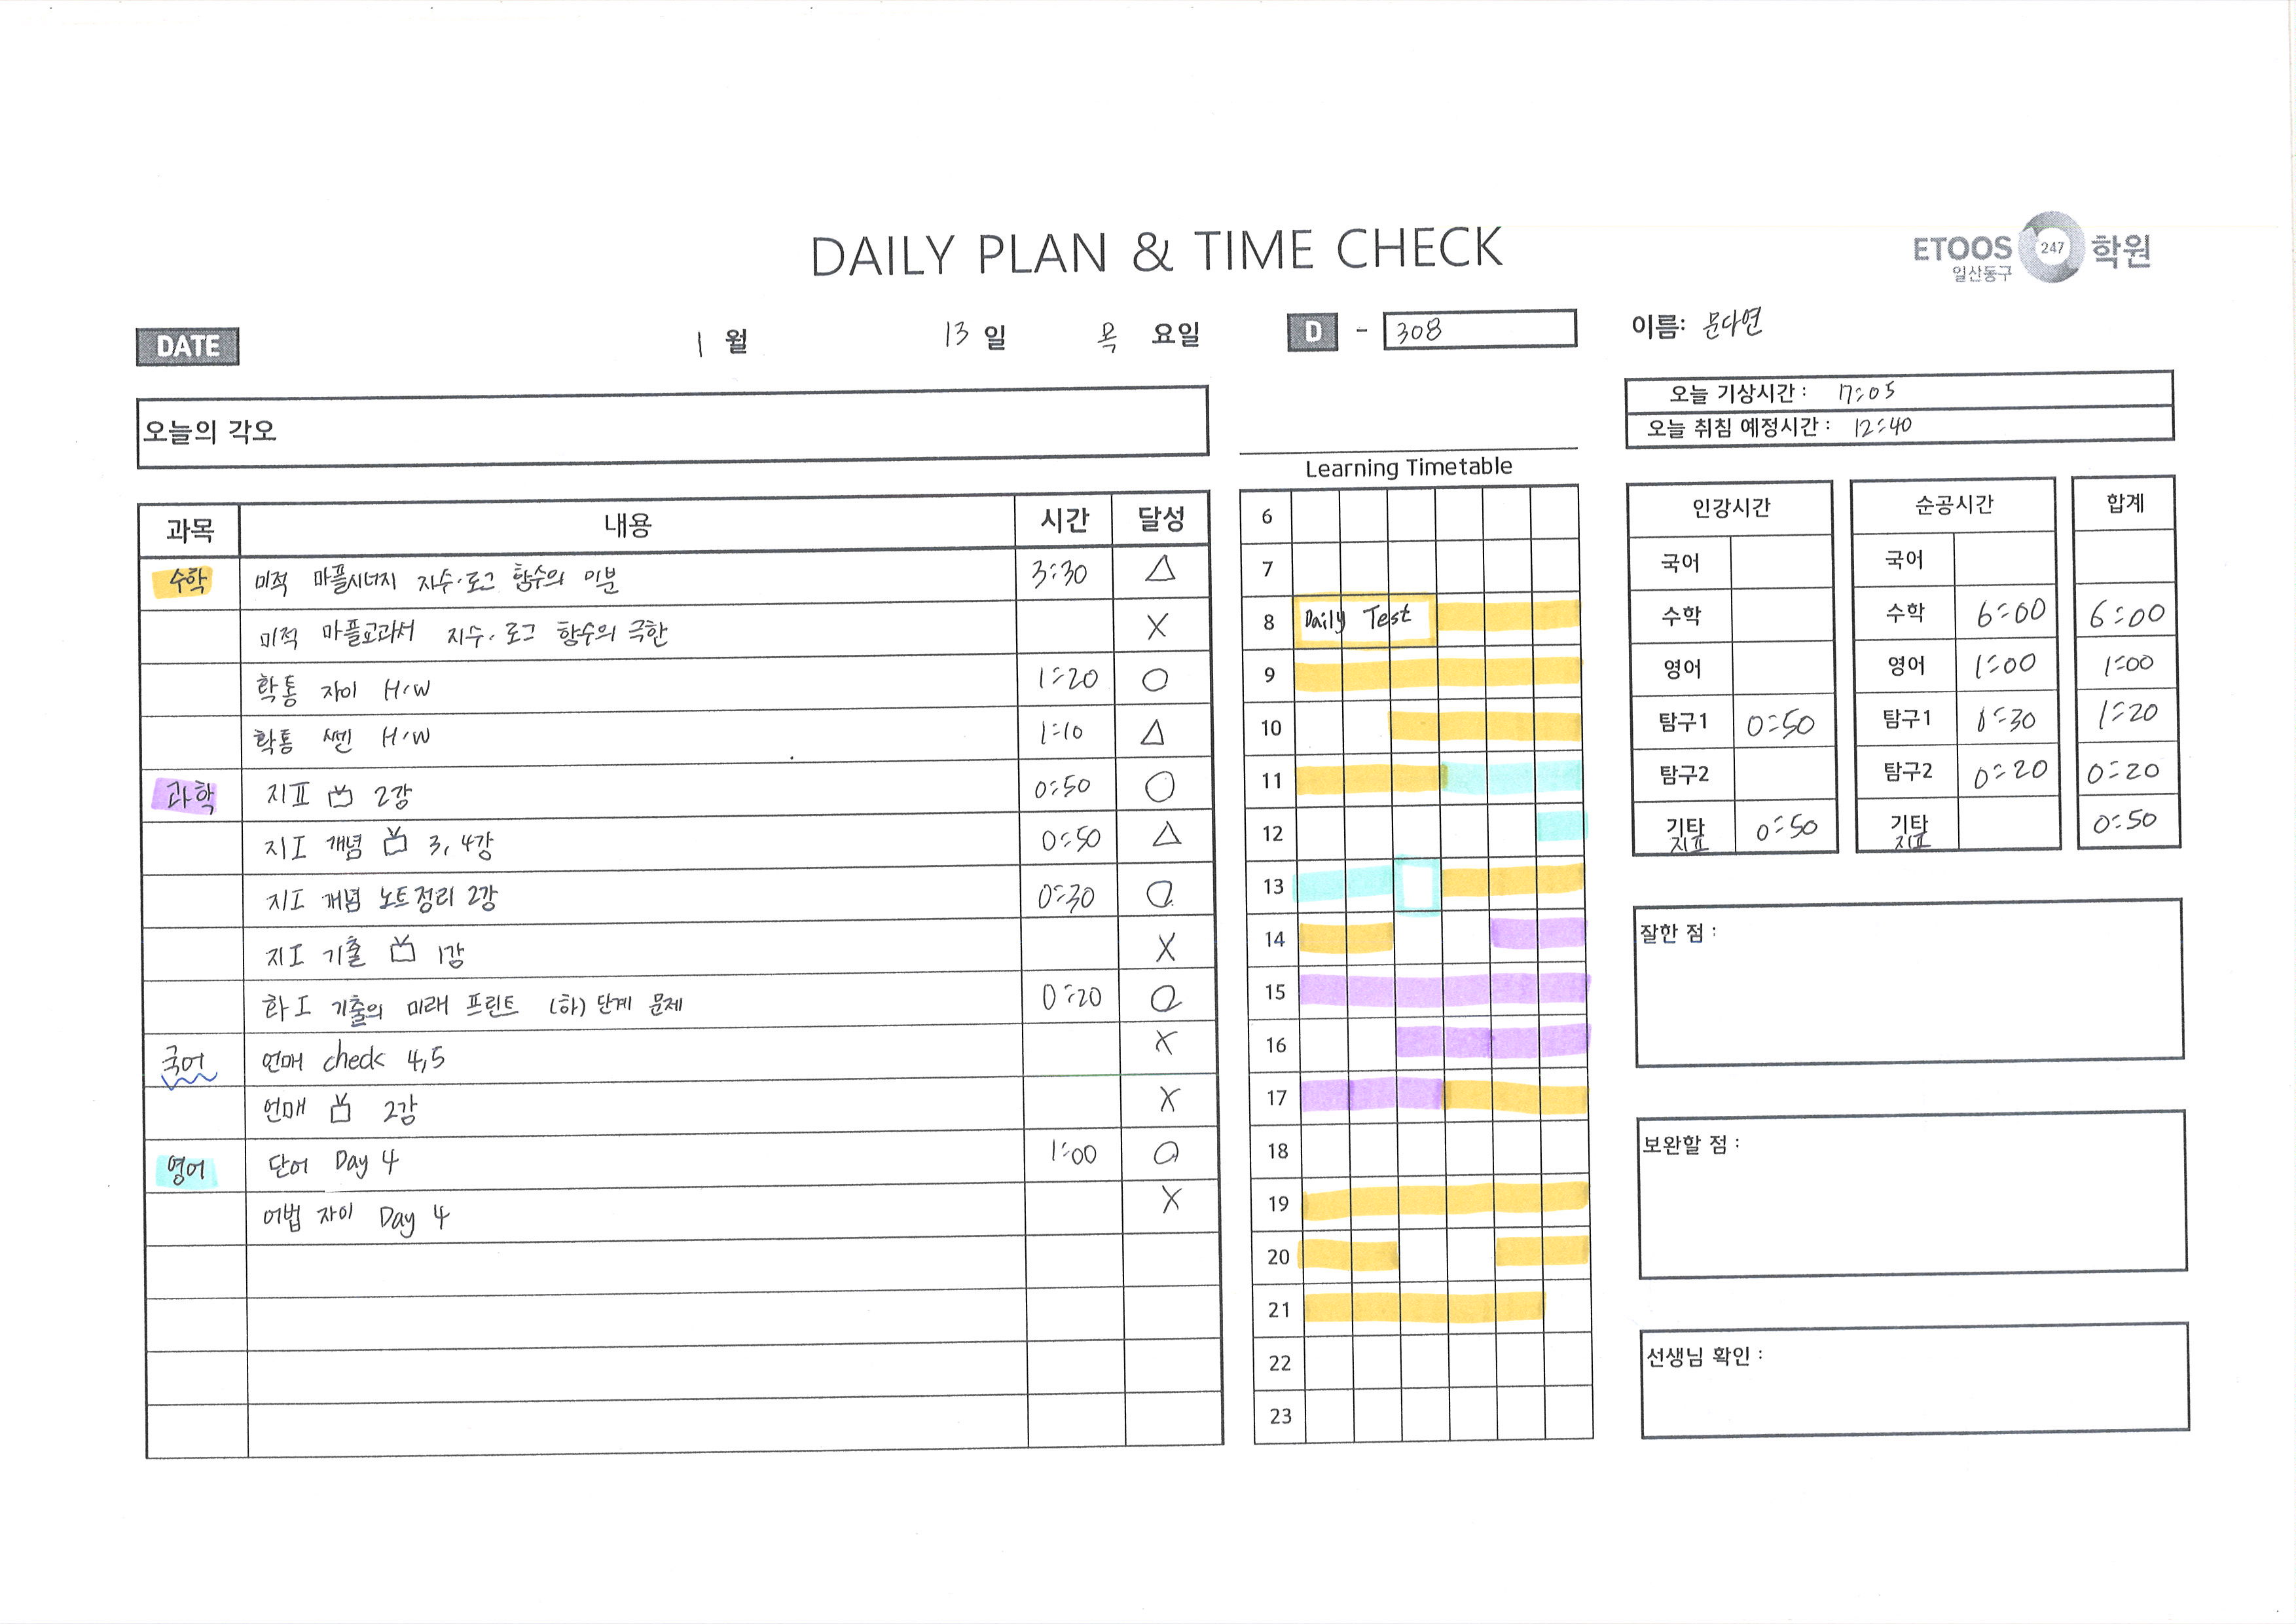 DAILY PLAN & TIME CHECK
ETOOS 247 학원
일산동구
DATE 1 월 13 일 목 요일 D - 308 이름: 문다연
오늘의 각오
오늘 기상시간 : 17:05
오늘 취침 예정시간 : 12:40
과목 내용 시간 달성
수학 미적 마플시너지 지수·로그 함수의 미분 3:30 △
미적 마플교과서 지수·로그 함수의 극한 X
확통 자이 H·W 1:20 O
확통 쎈 H·W 1:10 △
과학 지Ⅱ 2강 0:50 O
지Ⅰ 개념 3, 4강 0:50 △
지Ⅰ 개념 노트정리 2강 0:30 O
지Ⅰ 기출 1강 X
화Ⅰ 기출의 미래 프린트 (하) 단계 문제 0:20 O
국어 언매 check 4,5 X
언매 2강 X
영어 단어 Day 4 1:00 O
어법 자이 Day 4 X
Learning Timetable
6
7
8 Daily Test
9
10
11
12
13
14
15
16
17
18
19
20
21
22
23
인강시간 순공시간 합계
국어 국어
수학 수학 6:00 6:00
영어 영어 1:00 1:00
탐구1 0:50 탐구1 0:30 1:20
탐구2 탐구2 0:20 0:20
기타 0:50 기타 0:50
지Ⅱ 지Ⅱ
잘한 점 :
보완할 점 :
선생님 확인 :